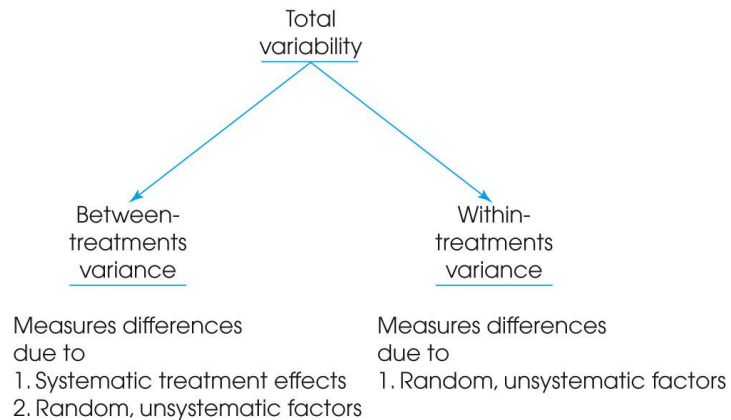 Total
variability
Between-
treatments
variance
Measures differences
due to
1. Systematic treatment effects
2. Random, unsystematic factors
Within-
treatments
variance
Measures differences
due to
1. Random, unsystematic factors